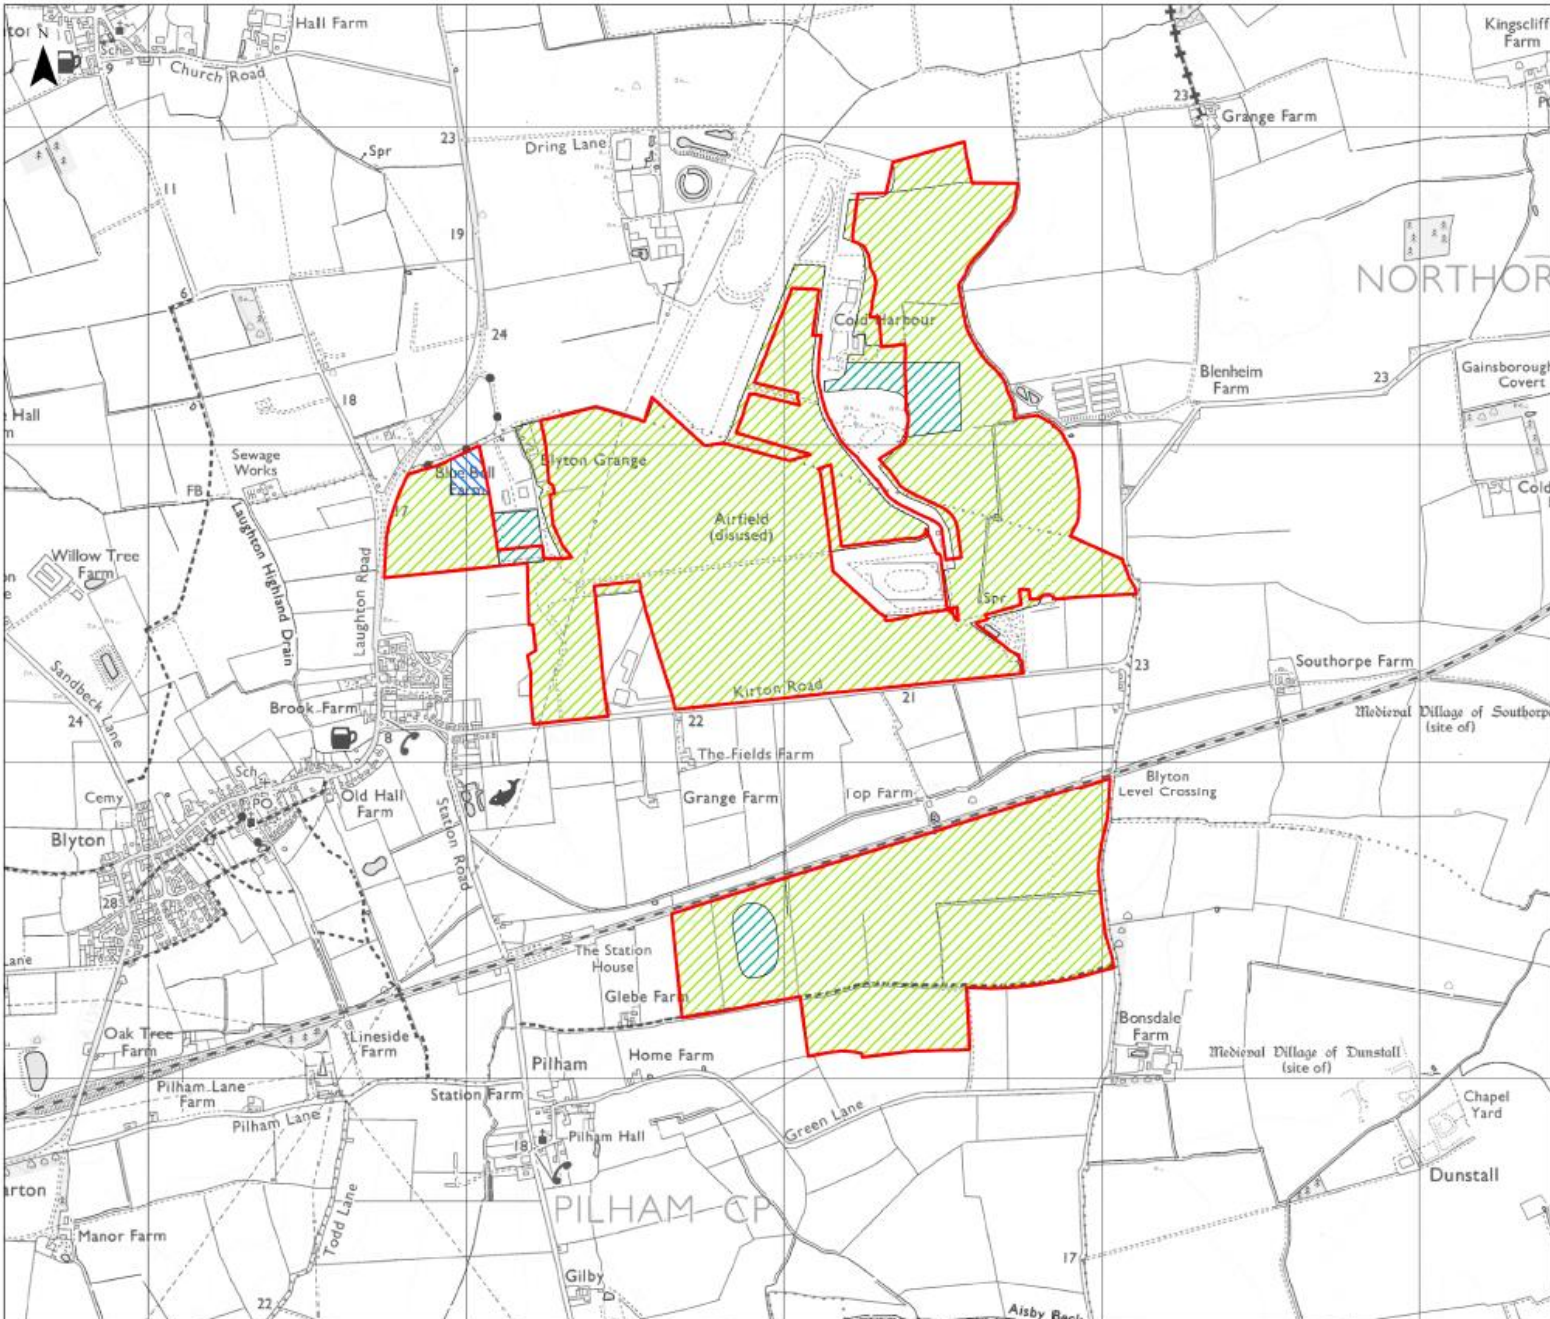 N
Hall Farm
Kingscliff
Farm
Sch
9
Church Road
23
Grange Farm
23
Dring Lane
Spr
11
19
NORTHOR
6
24
Cold Harbour
Blenheim
Farm
23
Gainsborough
Covert
18
Hall
Sewage
Works
Blyton Grange
Blue Bell
Farm
FB
17
Cold
Airfield
(disused)
Laughton Highland Drain
Willow Tree
Farm
Laughton Road
Spr
Sandbeck Lane
23
Southorpe Farm
Kirton Road
21
Brook Farm
24
22
Medieval Village of Southorpe
(site of)
8
The Fields Farm
Sch
Blyton
Level Crossing
Cemy
PO
Old Hall
Farm
Grange Farm
Top Farm
Station Road
Blyton
28
Lane
The Station
House
Glebe Farm
Bonsdale
Farm
Oak Tree
Farm
Lineside
Farm
Home Farm
Medieval Village of Dunstall
(site of)
Pilham
Pilham Lane
Farm
Station Farm
Chapel
Yard
Pilham Lane
Green Lane
Pilham Hall
18
Dunstall
arton
PILHAM CP
Todd Lane
Manor Farm
17
Gilby
22
Aisby Beck